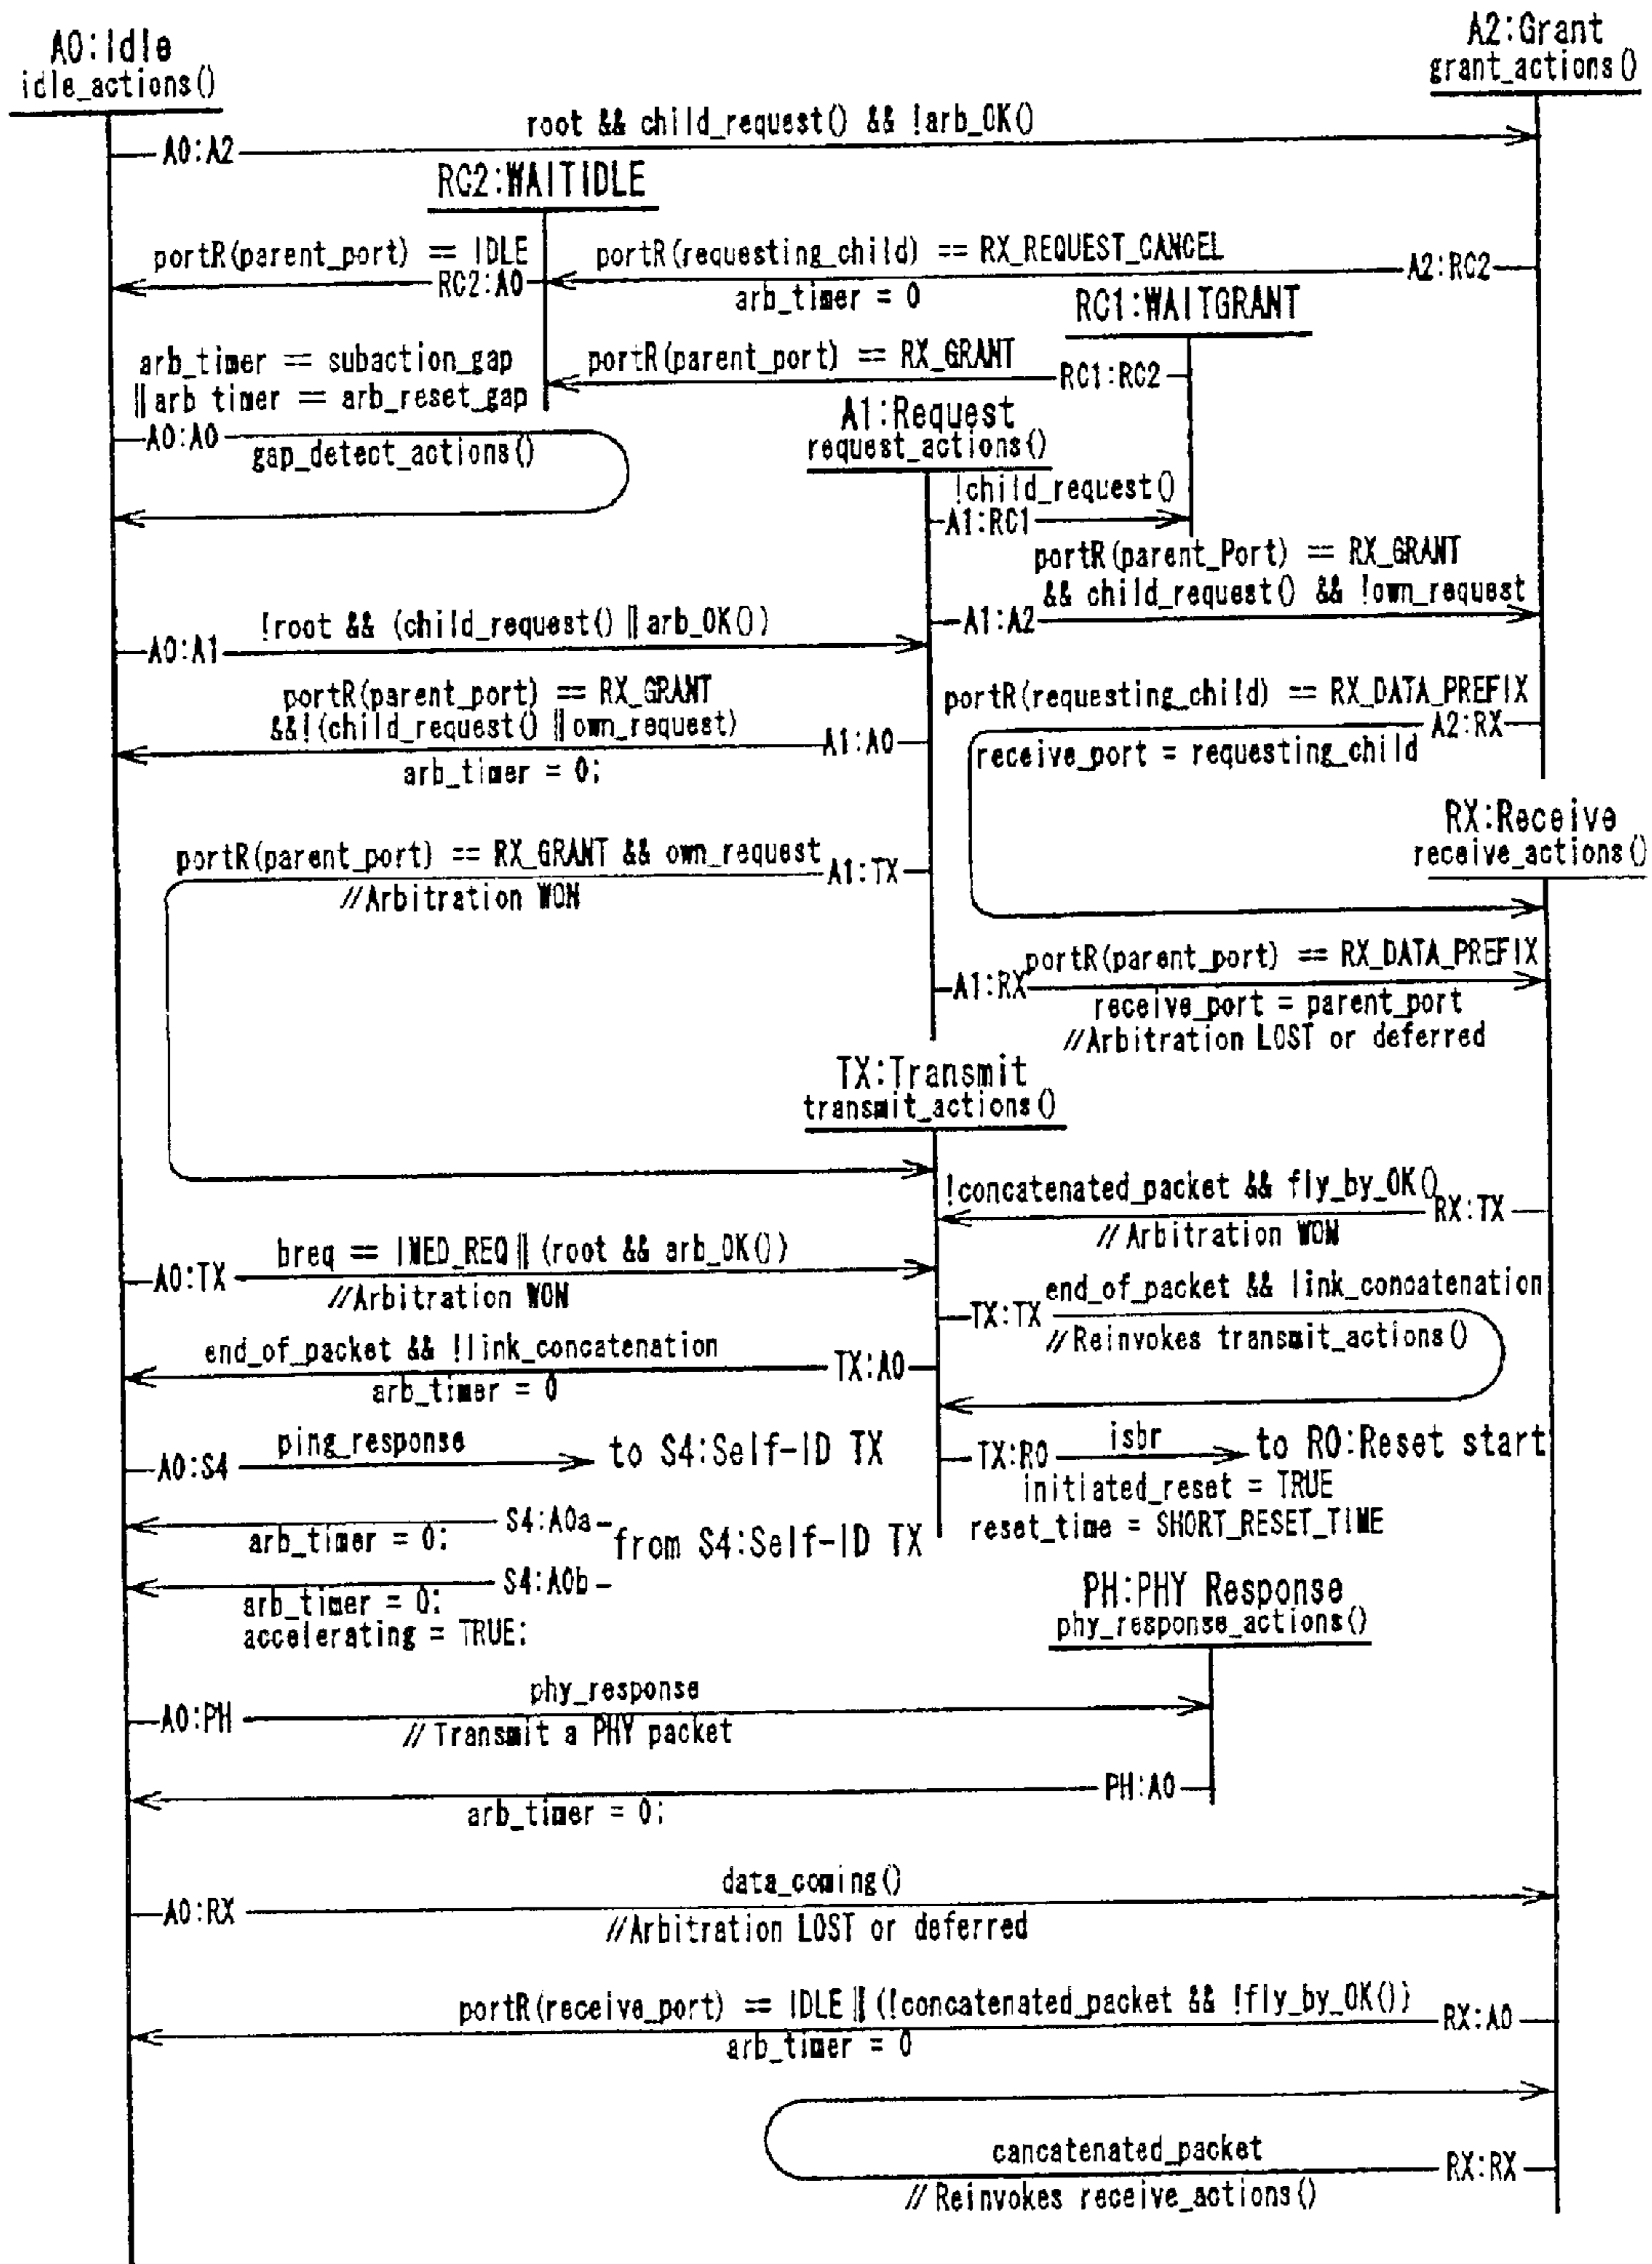 A0:Idle
idle_actions()
A2:Grant
grant_actions()
root && child_request() && !arb_OK()
A0:A2
RC2:WAITIDLE
portR(parent_port) == IDLE
RC2:A0
portR(requesting_child) == RX_REQUEST_CANCEL
A2:RC2
arb_timer = 0
RC1:WAITGRANT
arb_timer == subaction_gap
|| arb timer == arb_reset_gap
portR(parent_port) == RX_GRANT
RC1:RC2
A0:A0
gap_detect_actions()
A1:Request
request_actions()
!child_request()
A1:RC1
portR(parent_Port) == RX_GRANT
&& child_request() && !own_request
A1:A2
!root && (child_request() || arb_OK())
A0:A1
portR(parent_port) == RX_GRANT
&&!(child_request() || own_request)
A1:A0
arb_timer = 0;
portR(requesting_child) == RX_DATA_PREFIX
A2:RX
receive_port = requesting_child
RX:Receive
receive_actions()
portR(parent_port) == RX_GRANT && own_request
A1:TX
//Arbitration WON
portR(parent_port) == RX_DATA_PREFIX
A1:RX
receive_port = parent_port
//Arbitration LOST or deferred
TX:Transmit
transmit_actions()
!concatenated_packet && fly_by_OK()
RX:TX
//Arbitration WON
breq == IMED_REQ || (root && arb_OK())
A0:TX
//Arbitration WON
end_of_packet && link_concatenation
TX:TX
//Reinvokes transmit_actions()
end_of_packet && !link_concatenation
TX:A0
arb_timer = 0
ping_response
A0:S4
to S4:Self-ID TX
isbr
TX:R0
to R0:Reset start
initiated_reset = TRUE
reset_time = SHORT_RESET_TIME
S4:A0a
arb_timer = 0;
from S4:Self-ID TX
S4:A0b
arb_timer = 0;
accelerating = TRUE;
PH:PHY Response
phy_response_actions()
phy_response
A0:PH
//Transmit a PHY packet
PH:A0
arb_timer = 0;
data_coming()
A0:RX
//Arbitration LOST or deferred
portR(receive_port) == IDLE || (!concatenated_packet && !fly_by_OK())
RX:A0
arb_timer = 0
cancatenated_packet
RX:RX
//Reinvokes receive_actions()